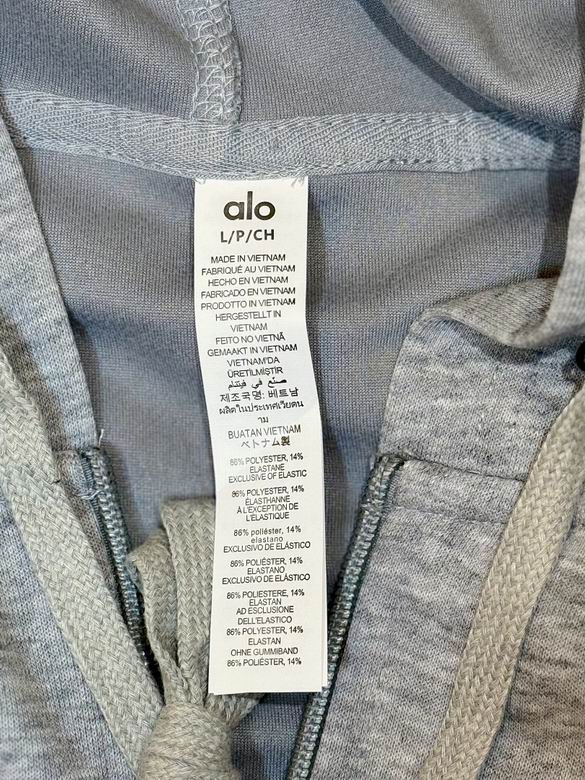 alo
L/P/CH
MADE IN VIETNAM
FABRIQUÉ AU VIETNAM
HECHO EN VIETNAM
FABRICADO EN VIETNAM
PRODOTTO IN VIETNAM
HERGESTELLT IN
VIETNAM
FEITO NO VIETNÃ
GEMAAKT IN VIETNAM
VIETNAM'DA
ÜRETİLMİŞTİR
صنع في فيتنام
제조국명: 베트남
ผลิตในประเทศเวียดน
าม
BUATAN VIETNAM
ベトナム製
86% POLYESTER, 14%
ELASTANE
EXCLUSIVE OF ELASTIC
86% POLYESTER, 14%
ÉLASTHANNE
À L'EXCEPTION DE
L'ÉLASTIQUE
86% poliéster, 14%
elastano
EXCLUSIVO DE ELÁSTICO
86% POLIÉSTER, 14%
ELASTANO
EXCLUSIVO DE ELÁSTICO
86% POLIESTERE, 14%
ELASTAN
AD ESCLUSIONE
DELL'ELASTICO
86% POLYESTER, 14%
ELASTAN
OHNE GUMMIBAND
86% POLIÉSTER, 14%